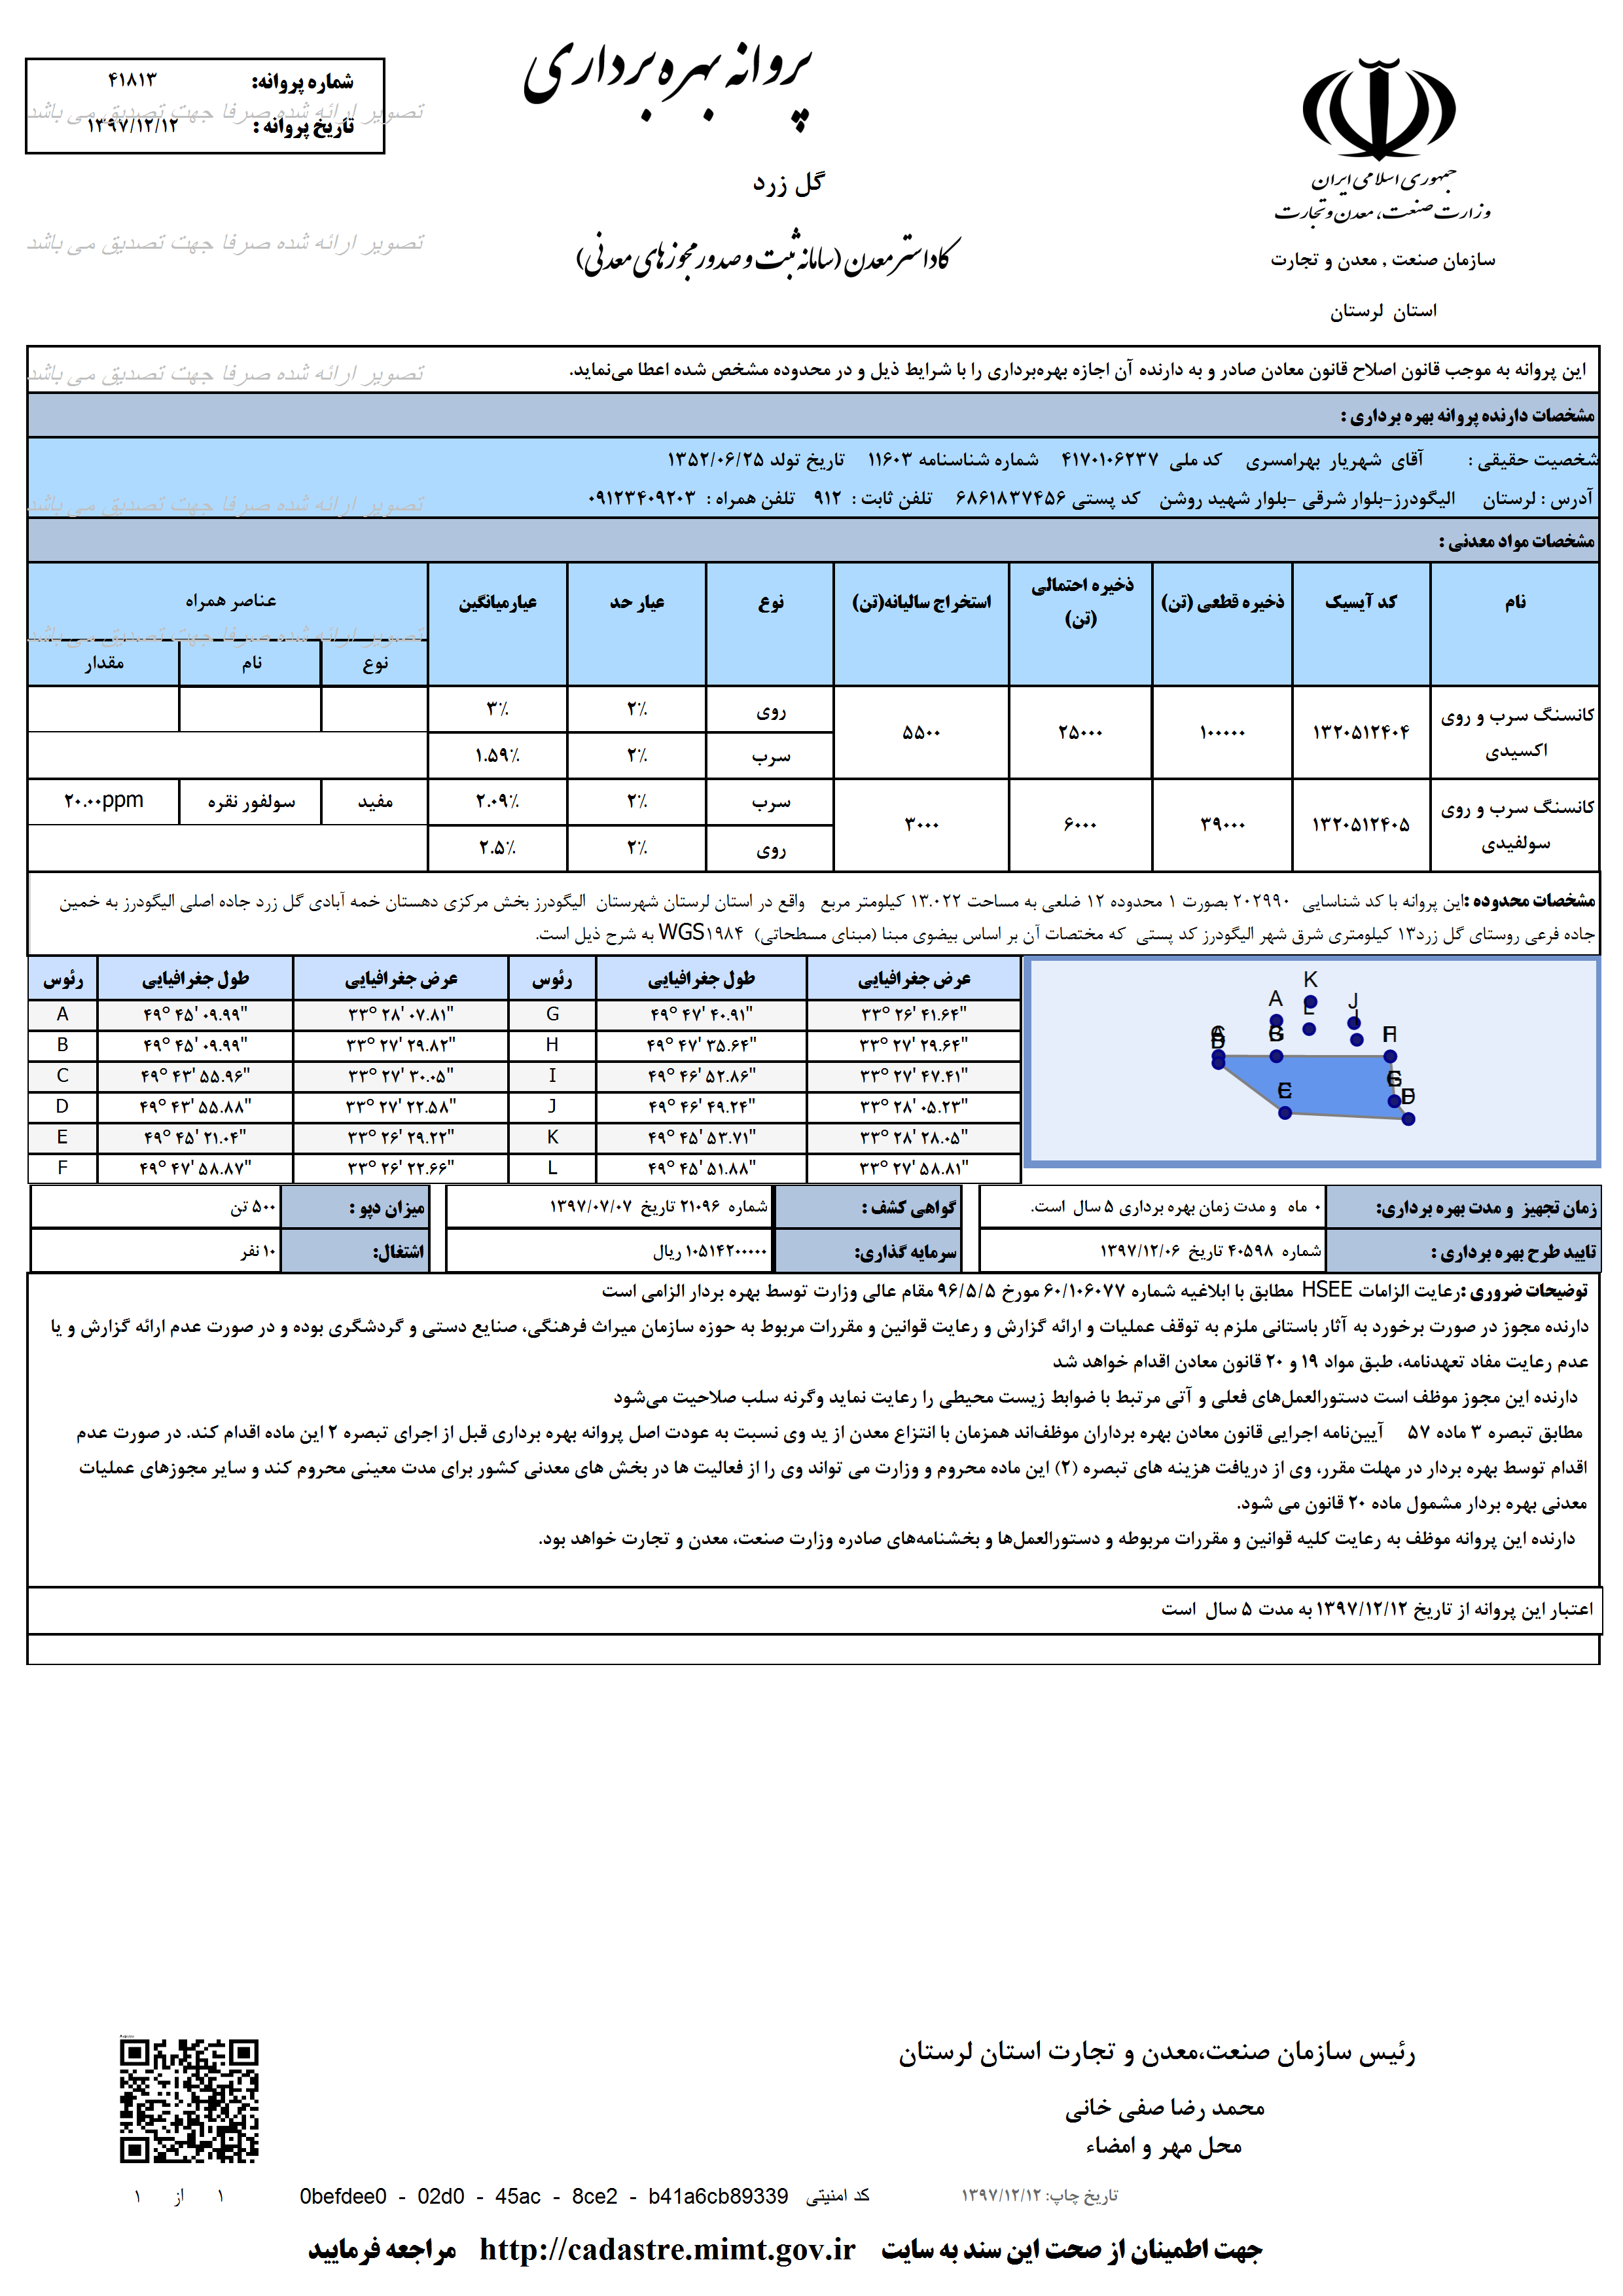 جمهوری اسلامی ایران
وزارت صنعت، معدن و تجارت
سازمان صنعت , معدن و تجارت
استان لرستان
پروانه بهره برداری
گل زرد
کاداستر معدن (سامانه ثبت و صدور مجوزهای معدنی)
شماره پروانه: ۴۱۸۱۳
تاریخ پروانه : ۱۳۹۷/۱۲/۱۲
تصویر ارائه شده صرفا جهت تصدیق می باشد
تصویر ارائه شده صرفا جهت تصدیق می باشد
تصویر ارائه شده صرفا جهت تصدیق می باشد
این پروانه به موجب قانون اصلاح قانون معادن صادر و به دارنده آن اجازه بهره‌برداری را با شرایط ذیل و در محدوده مشخص شده اعطا می‌نماید.
مشخصات دارنده پروانه بهره برداری :
شخصیت حقیقی : آقای شهریار بهرامسری کد ملی ۴۱۷۰۱۰۶۲۳۷ شماره شناسنامه ۱۱۶۰۳ تاریخ تولد ۱۳۵۲/۰۶/۲۵
آدرس : لرستان الیگودرز-بلوار شرقی -بلوار شهید روشن کد پستی ۶۸۶۱۸۳۷۴۵۶ تلفن ثابت : ۹۱۲ تلفن همراه : ۰۹۱۲۳۴۰۹۲۰۳
تصویر ارائه شده صرفا جهت تصدیق می باشد
مشخصات مواد معدنی :
نام کد آیسیک ذخیره قطعی (تن) ذخیره احتمالی (تن) استخراج سالیانه(تن) نوع عیار حد عیارمیانگین عناصر همراه
تصویر ارائه شده صرفا جهت تصدیق می باشد
نوع نام مقدار
کانسنگ سرب و روی اکسیدی ۱۳۲۰۵۱۲۴۰۴ ۱۰۰۰۰۰ ۲۵۰۰۰ ۵۵۰۰ روی ۲٪ ۳٪
سرب ۲٪ ۱.۵۹٪
کانسنگ سرب و روی سولفیدی ۱۳۲۰۵۱۲۴۰۵ ۳۹۰۰۰ ۶۰۰۰ ۳۰۰۰ سرب ۲٪ ۲.۰۹٪ مفید سولفور نقره ۲۰.۰۰ppm
روی ۲٪ ۲.۵٪
مشخصات محدوده :این پروانه با کد شناسایی ۲۰۲۹۹۰ بصورت ۱ محدوده ۱۲ ضلعی به مساحت ۱۳.۰۲۲ کیلومتر مربع واقع در استان لرستان شهرستان الیگودرز بخش مرکزی دهستان خمه آبادی گل زرد جاده اصلی الیگودرز به خمین
جاده فرعی روستای گل زرد۱۳ کیلومتری شرق شهر الیگودرز کد پستی که مختصات آن بر اساس بیضوی مبنا (مبنای مسطحاتی) WGS۱۹۸۴ به شرح ذیل است.
رئوس طول جغرافیایی عرض جغرافیایی رئوس طول جغرافیایی عرض جغرافیایی
A ۴۹° ۴۵' ۰۹.۹۹" ۳۳° ۲۸' ۰۷.۸۱" G ۴۹° ۴۷' ۴۰.۹۱" ۳۳° ۲۶' ۴۱.۶۴"
B ۴۹° ۴۵' ۰۹.۹۹" ۳۳° ۲۷' ۲۹.۸۲" H ۴۹° ۴۷' ۳۵.۶۴" ۳۳° ۲۷' ۲۹.۶۴"
C ۴۹° ۴۳' ۵۵.۹۶" ۳۳° ۲۷' ۳۰.۰۵" I ۴۹° ۴۶' ۵۲.۸۶" ۳۳° ۲۷' ۴۷.۴۱"
D ۴۹° ۴۳' ۵۵.۸۸" ۳۳° ۲۷' ۲۲.۵۸" J ۴۹° ۴۶' ۴۹.۲۴" ۳۳° ۲۸' ۰۵.۲۳"
E ۴۹° ۴۵' ۲۱.۰۴" ۳۳° ۲۶' ۲۹.۲۲" K ۴۹° ۴۵' ۵۳.۷۱" ۳۳° ۲۸' ۲۸.۰۵"
F ۴۹° ۴۷' ۵۸.۸۷" ۳۳° ۲۶' ۲۲.۶۶" L ۴۹° ۴۵' ۵۱.۸۸" ۳۳° ۲۷' ۵۸.۸۱"
K
A
J
زمان تجهیز و مدت بهره برداری: ۰ ماه و مدت زمان بهره برداری ۵ سال است. گواهی کشف : شماره ۲۱۰۹۶ تاریخ ۱۳۹۷/۰۷/۰۷ میزان دپو : ۵۰۰ تن
تایید طرح بهره برداری : شماره ۴۰۵۹۸ تاریخ ۱۳۹۷/۱۲/۰۶ سرمایه گذاری: ۱۰۵۱۴۲۰۰۰۰۰ ریال اشتغال: ۱۰ نفر
توضیحات ضروری :رعایت الزامات HSEE مطابق با ابلاغیه شماره ۶۰/۱۰۶۰۷۷ مورخ ۹۶/۵/۵ مقام عالی وزارت توسط بهره بردار الزامی است
دارنده مجوز در صورت برخورد به آثار باستانی ملزم به توقف عملیات و ارائه گزارش و رعایت قوانین و مقررات مربوط به حوزه سازمان میراث فرهنگی، صنایع دستی و گردشگری بوده و در صورت عدم ارائه گزارش و یا
عدم رعایت مفاد تعهدنامه، طبق مواد ۱۹ و ۲۰ قانون معادن اقدام خواهد شد
دارنده این مجوز موظف است دستورالعمل‌های فعلی و آتی مرتبط با ضوابط زیست محیطی را رعایت نماید وگرنه سلب صلاحیت می‌شود
مطابق تبصره ۳ ماده ۵۷ آیین‌نامه اجرایی قانون معادن بهره برداران موظف‌اند همزمان با انتزاع معدن از ید وی نسبت به عودت اصل پروانه بهره برداری قبل از اجرای تبصره ۲ این ماده اقدام کند. در صورت عدم
اقدام توسط بهره بردار در مهلت مقرر، وی از دریافت هزینه های تبصره (۲) این ماده محروم و وزارت می تواند وی را از فعالیت ها در بخش های معدنی کشور برای مدت معینی محروم کند و سایر مجوزهای عملیات
معدنی بهره بردار مشمول ماده ۲۰ قانون می شود.
دارنده این پروانه موظف به رعایت کلیه قوانین و مقررات مربوطه و دستورالعمل‌ها و بخشنامه‌های صادره وزارت صنعت، معدن و تجارت خواهد بود.
اعتبار این پروانه از تاریخ ۱۳۹۷/۱۲/۱۲ به مدت ۵ سال است
رئیس سازمان صنعت،معدن و تجارت استان لرستان
محمد رضا صفی خانی
محل مهر و امضاء
تاریخ چاپ: ۱۳۹۷/۱۲/۱۲ کد امنیتی 0befdee0 - 02d0 - 45ac - 8ce2 - b41a6cb89339 ۱ از ۱
جهت اطمینان از صحت این سند به سایت http://cadastre.mimt.gov.ir مراجعه فرمایید